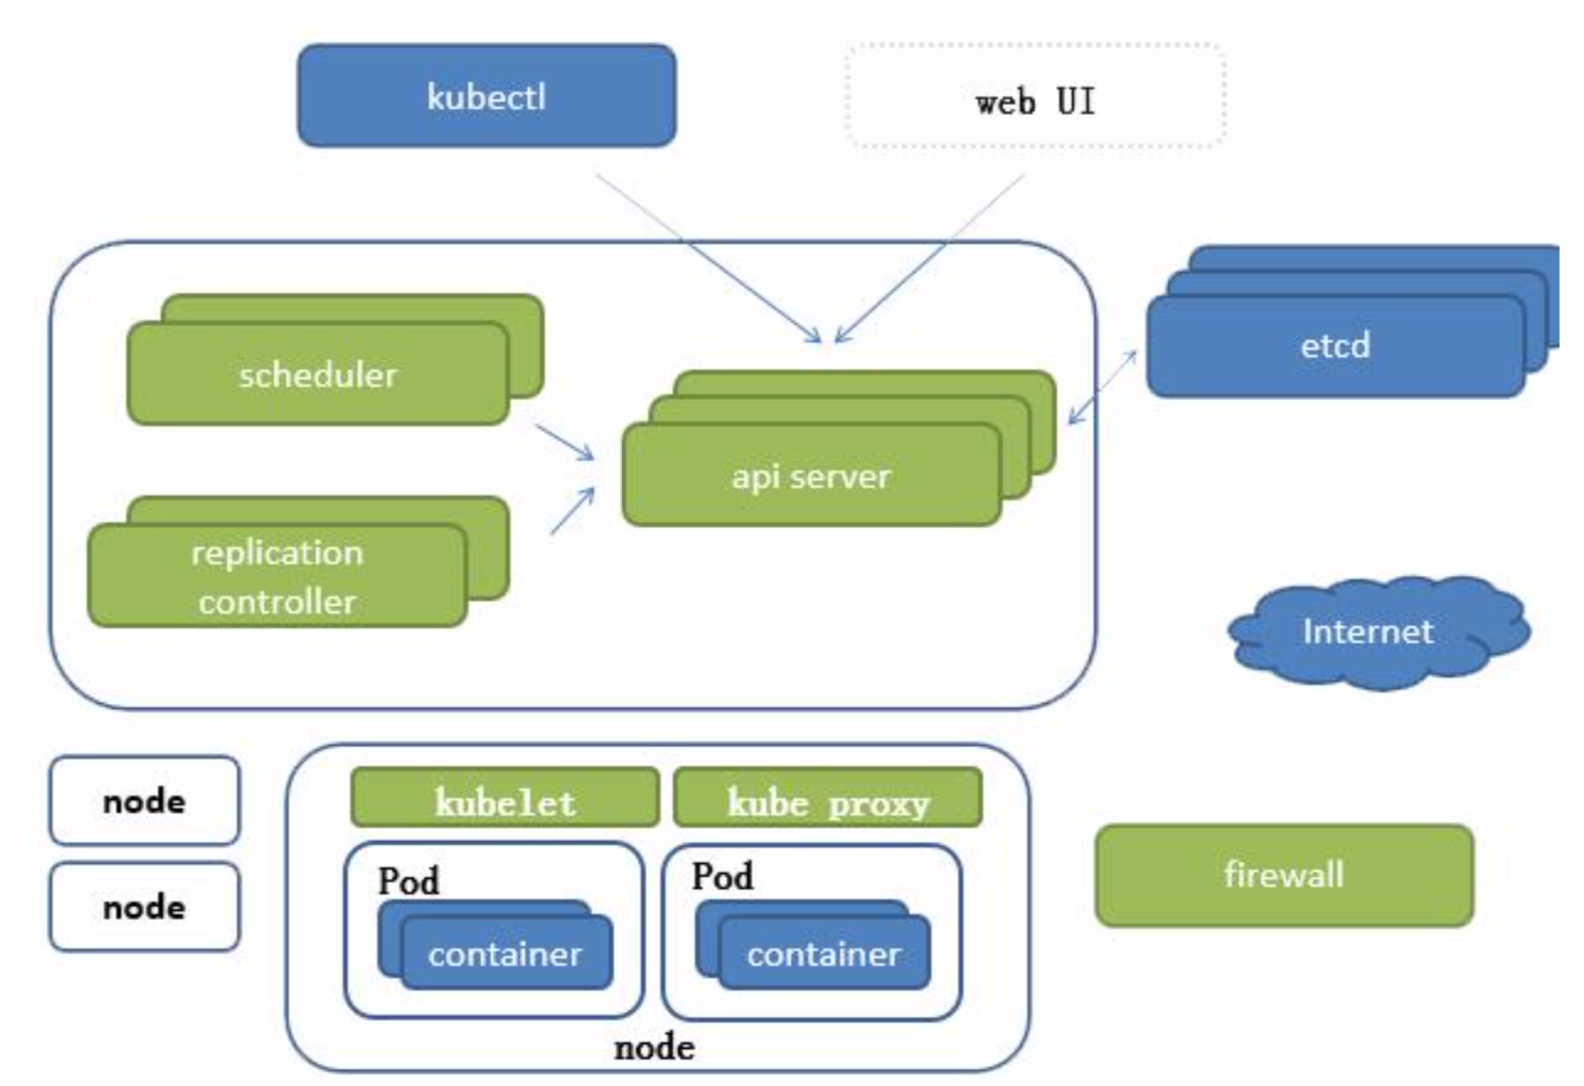 kubectl
web UI
scheduler
etcd
api server
replication
controller
Internet
node
node
kubelet
kube proxy
Pod
container
Pod
container
node
firewall